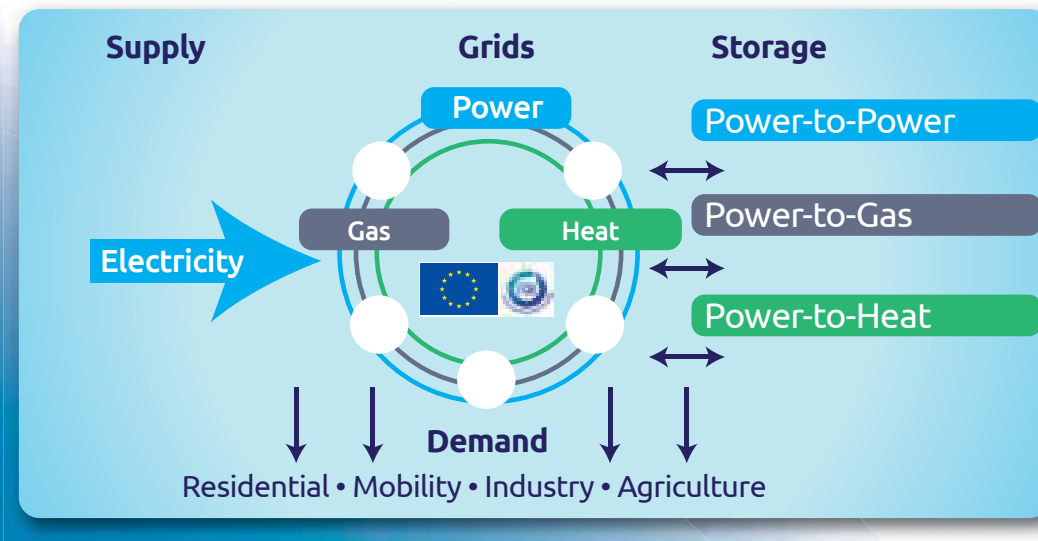 Supply
Grids
Storage
Power
Power-to-Power
Gas
Heat
Power-to-Gas
Electricity
Power-to-Heat
Demand
Residential • Mobility • Industry • Agriculture